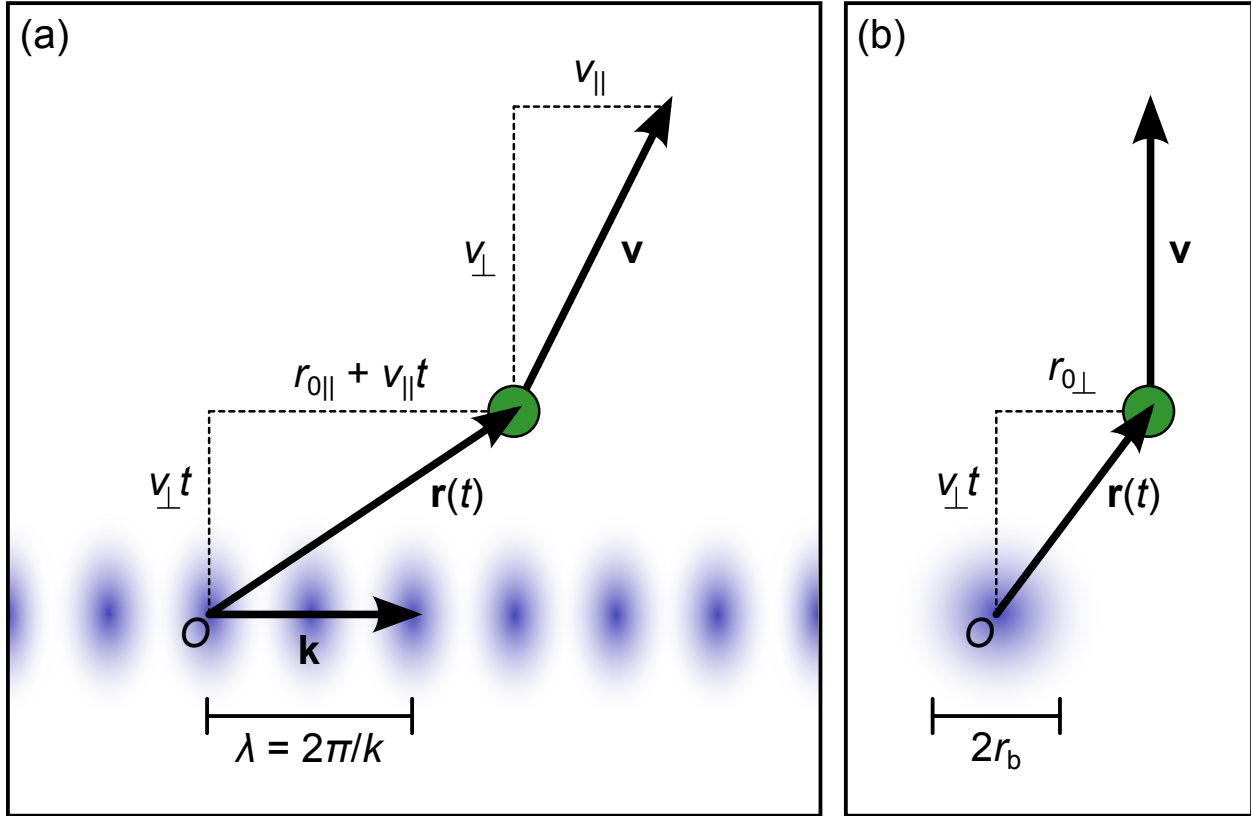 (a)
v∥
v⊥
v
r0∥ + v∥t
v⊥t
r(t)
O
k
λ = 2π/k
(b)
v
r0⊥
v⊥t
r(t)
O
2rb